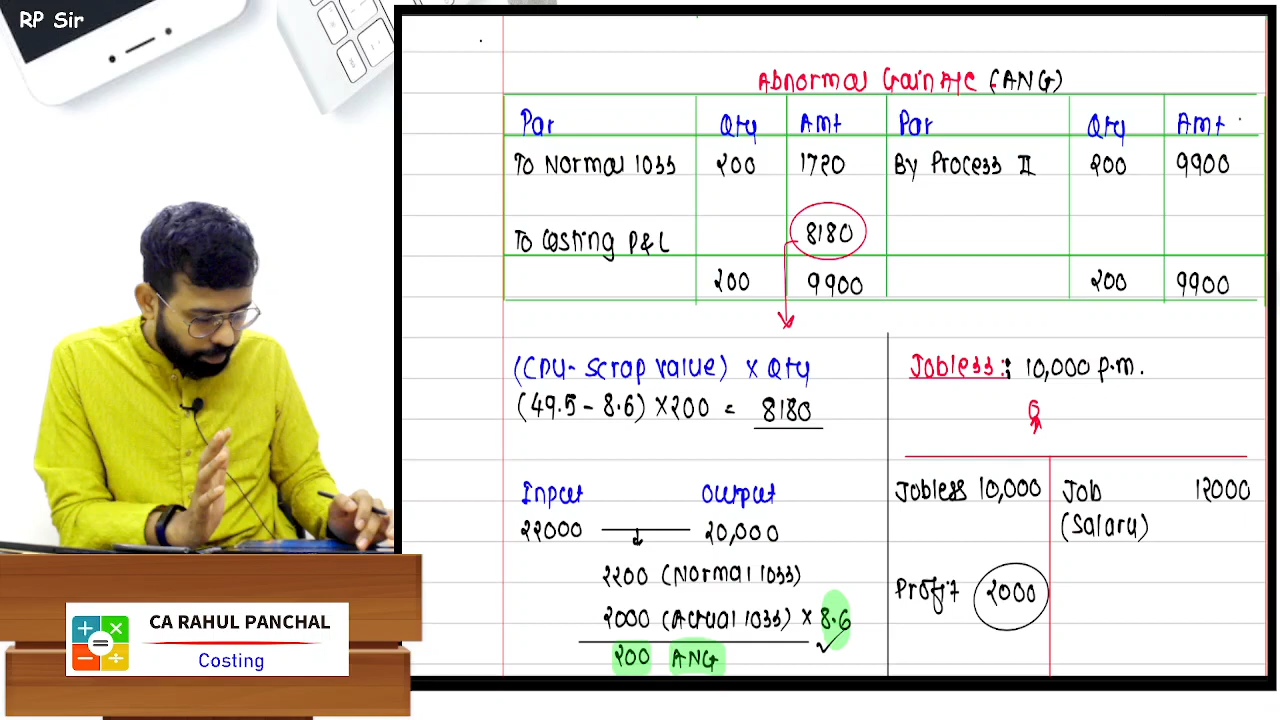 RP Sir
Abnormal Gain A/C (ANG)
Par Qty Amt Par Qty Amt
To Normal loss 200 1720 By Process II 200 9900
To Costing P&L 8180
200 9900 200 9900
(CPU - Scrap value) × Qty
(49.5 - 8.6) × 200 = 8180
Input Output
22000 20,000
2200 (Normal loss)
2000 (Actual loss) × 8.6
200 ANG
Jobless : 10,000 p.m.
Jobless 10,000 Job 12000
(Salary)
Profit 2000
CA RAHUL PANCHAL
Costing